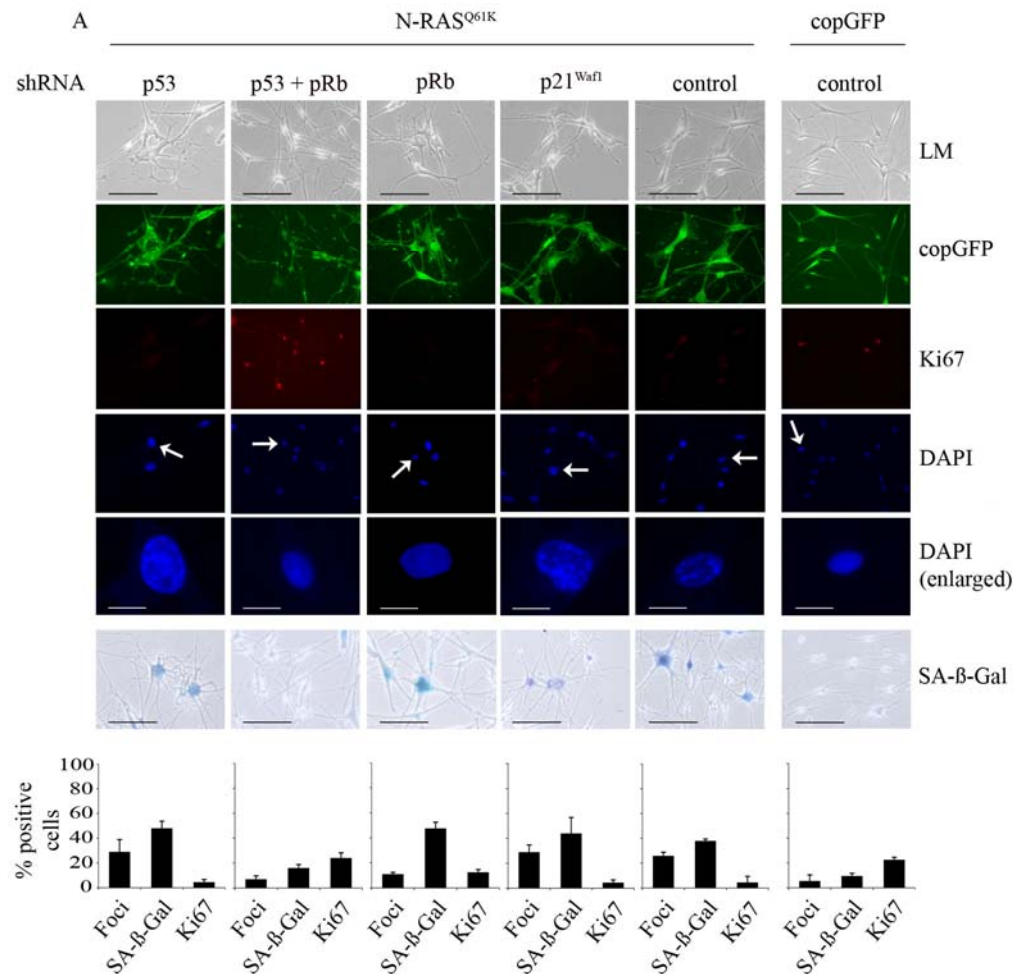 A
N-RAS^Q61K copGFP
shRNA p53 p53 + pRb pRb p21^Waf1 control control
LM
copGFP
Ki67
DAPI
DAPI
(enlarged)
SA-ß-Gal
% positive
cells
100
80
60
40
20
0
Foci SA-ß-Gal Ki67 Foci SA-ß-Gal Ki67 Foci SA-ß-Gal Ki67 Foci SA-ß-Gal Ki67 Foci SA-ß-Gal Ki67 Foci SA-ß-Gal Ki67